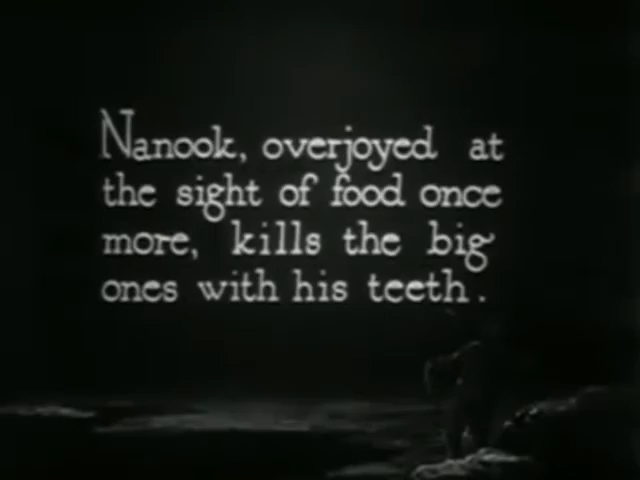 Nanook, overjoyed at
the sight of food once
more, kills the big
ones with his teeth.